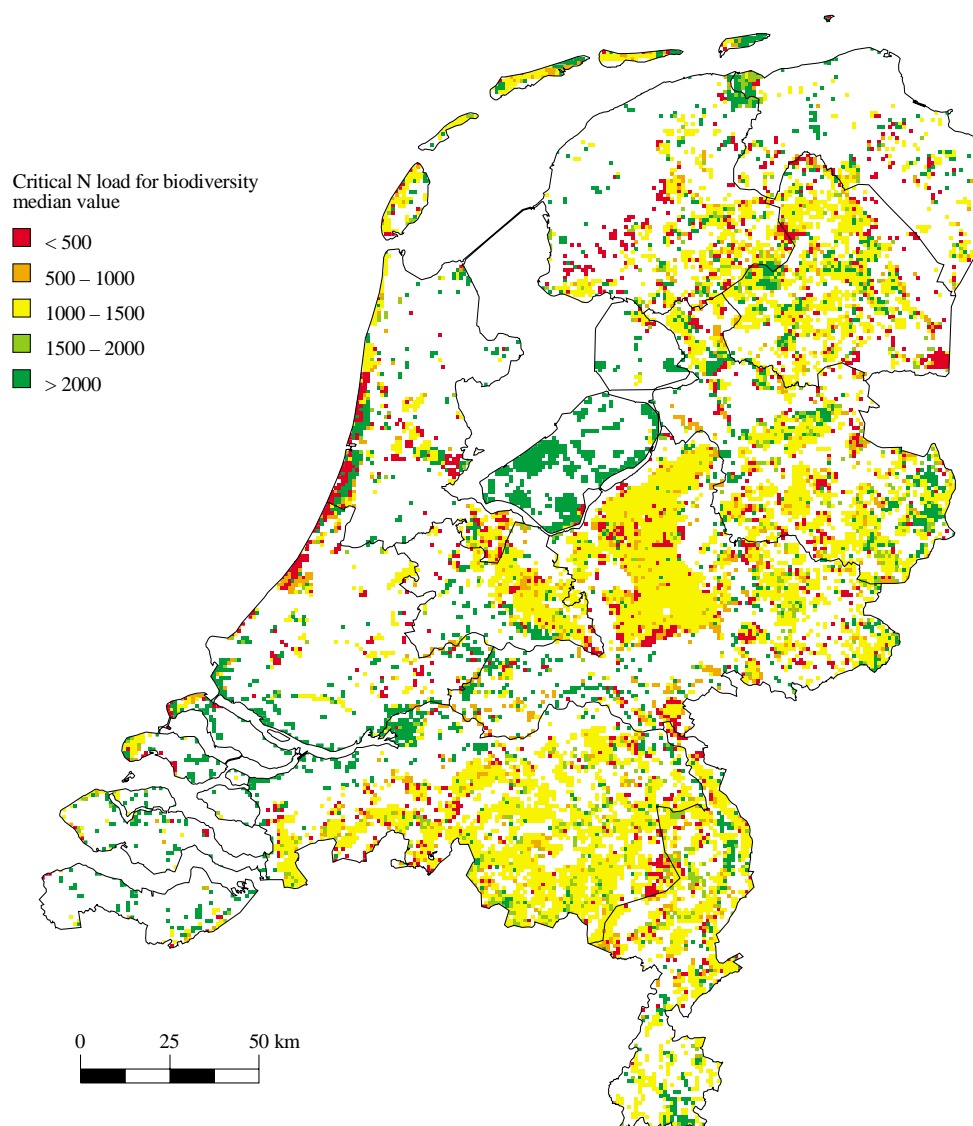 Critical N load for biodiversity
median value
< 500
500 – 1000
1000 – 1500
1500 – 2000
> 2000
0 25 50 km